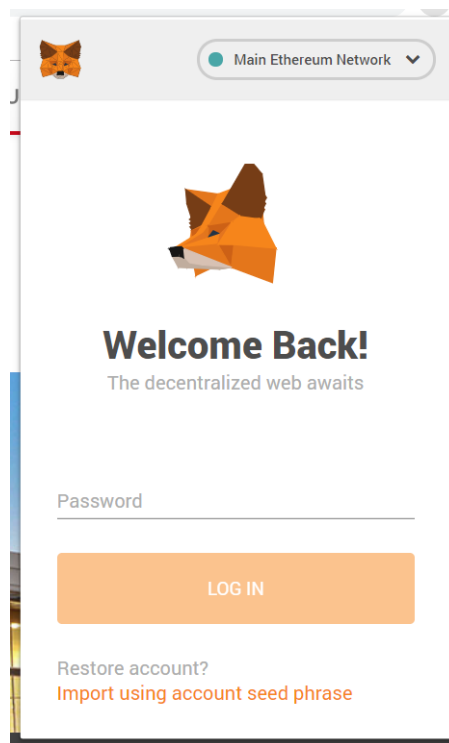 Main Ethereum Network
Welcome Back!
The decentralized web awaits
Password
LOG IN
Restore account?
Import using account seed phrase